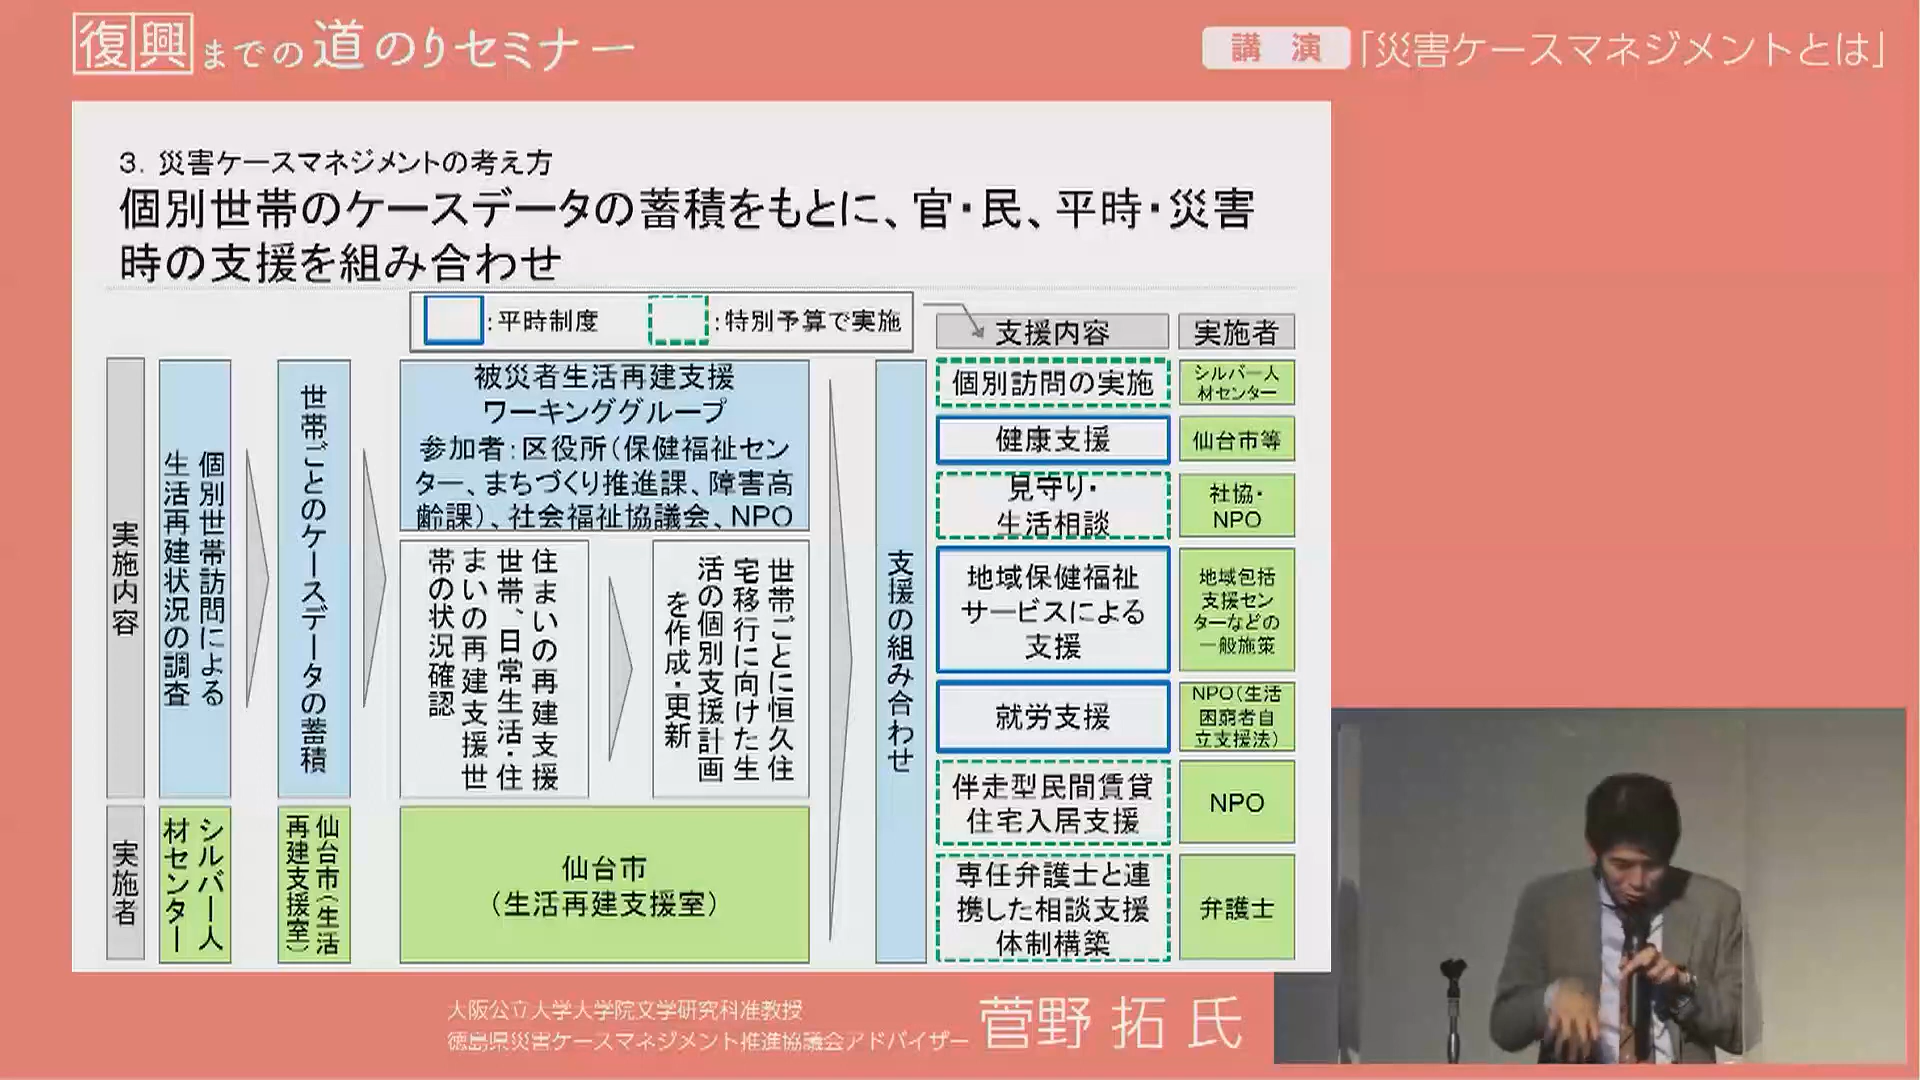 復興までの道のりセミナー
講演「災害ケースマネジメントとは」
3. 災害ケースマネジメントの考え方
個別世帯のケースデータの蓄積をもとに、官・民、平時・災害
時の支援を組み合わせ
:平時制度
:特別予算で実施
支援内容
実施者
実施内容
個別世帯訪問による
生活再建状況の調査
世帯ごとのケースデータの蓄積
被災者生活再建支援
ワーキンググループ
参加者:区役所(保健福祉セン
ター、まちづくり推進課、障害高
齢課)、社会福祉協議会、NPO
住まいの再建支援
世帯、日常生活・住
まいの再建支援世
帯の状況確認
世帯ごとに恒久住
宅移行に向けた生
活の個別支援計画
を作成・更新
支援の組み合わせ
個別訪問の実施
シルバー人
材センター
健康支援
仙台市等
見守り・
生活相談
社協・
NPO
地域保健福祉
サービスによる
支援
地域包括
支援セン
ターなどの
一般施策
就労支援
NPO(生活
困窮者自
立支援法)
伴走型民間賃貸
住宅入居支援
NPO
専任弁護士と連
携した相談支援
体制構築
弁護士
実施者
シルバー人
材センター
仙台市(生活
再建支援室)
仙台市
(生活再建支援室)
大阪公立大学大学院文学研究科准教授
徳島県災害ケースマネジメント推進協議会アドバイザー
菅野 拓 氏